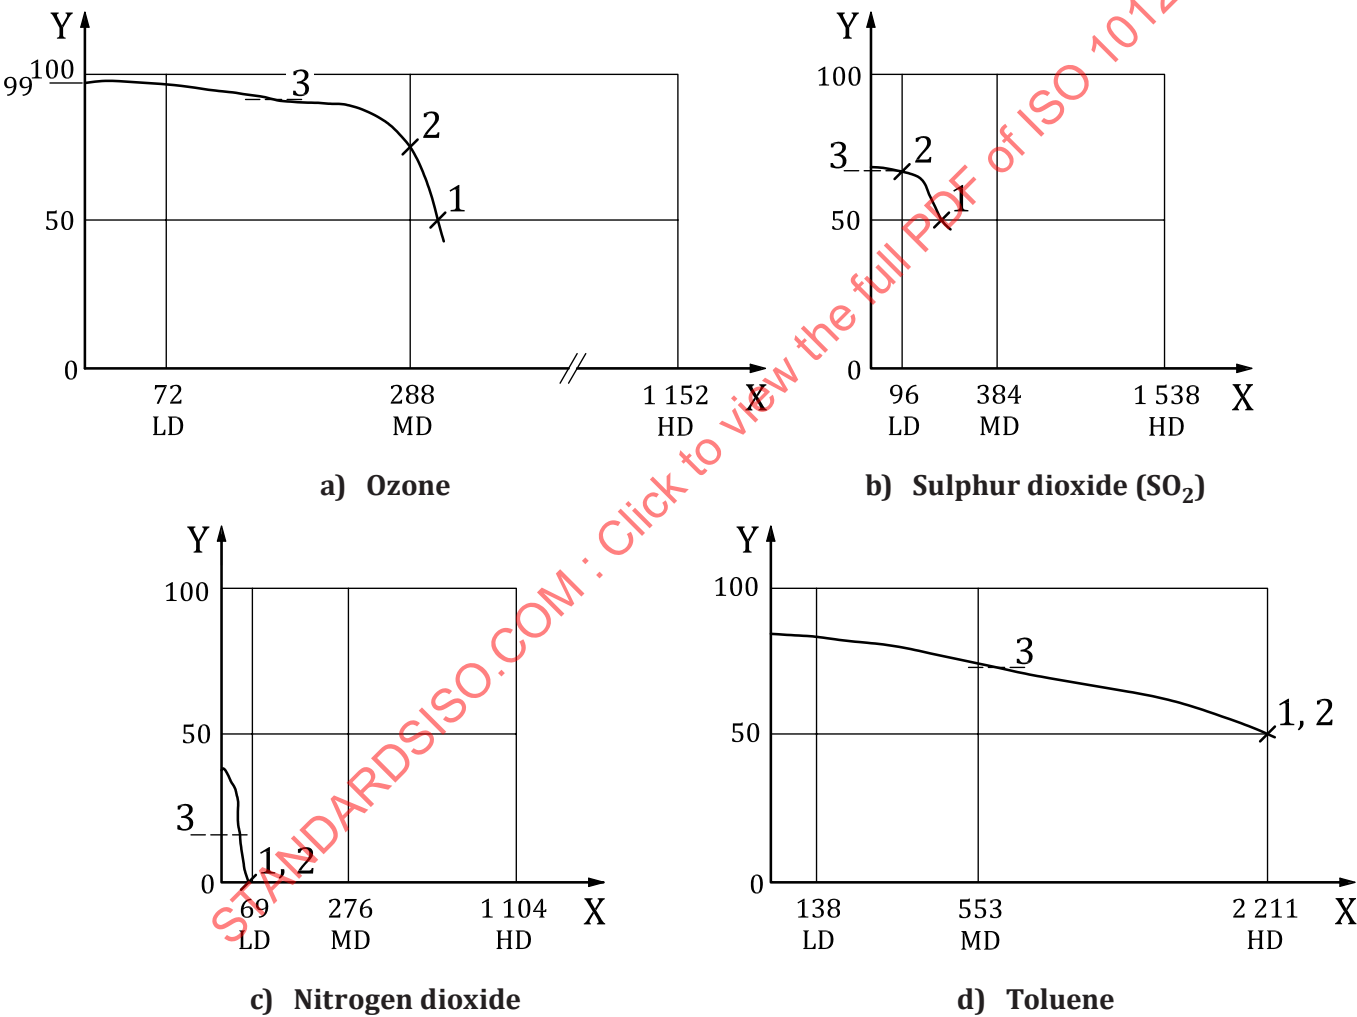 Y
100
99
3
2
1
50
0
72
288
1 152
X
LD
MD
HD
a) Ozone
Y
100
3
2
1
50
0
96
384
1 538
X
LD
MD
HD
b) Sulphur dioxide (SO2)
Y
100
50
3
1, 2
0
69
276
1 104
X
LD
MD
HD
c) Nitrogen dioxide
Y
100
3
1, 2
50
0
138
553
2 211
X
LD
MD
HD
d) Toluene
STANDARDSISO.COM : Click to view the full PDF of ISO 1012